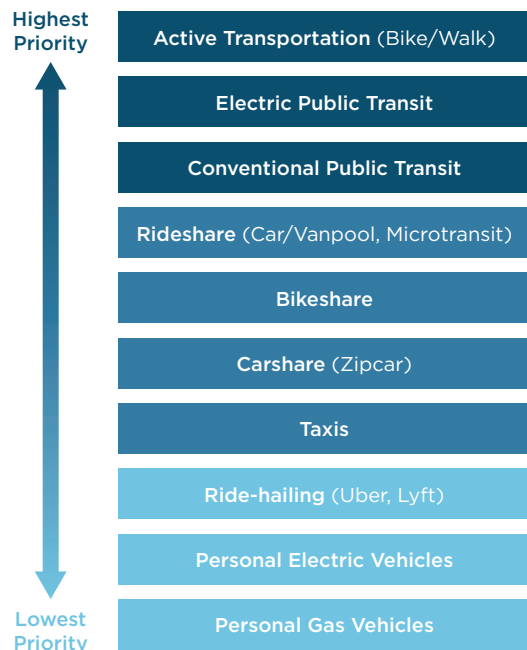 Highest
Priority
Active Transportation (Bike/Walk)
Electric Public Transit
Conventional Public Transit
Rideshare (Car/Vanpool, Microtransit)
Bikeshare
Carshare (Zipcar)
Taxis
Ride-hailing (Uber, Lyft)
Personal Electric Vehicles
Personal Gas Vehicles
Lowest
Priority